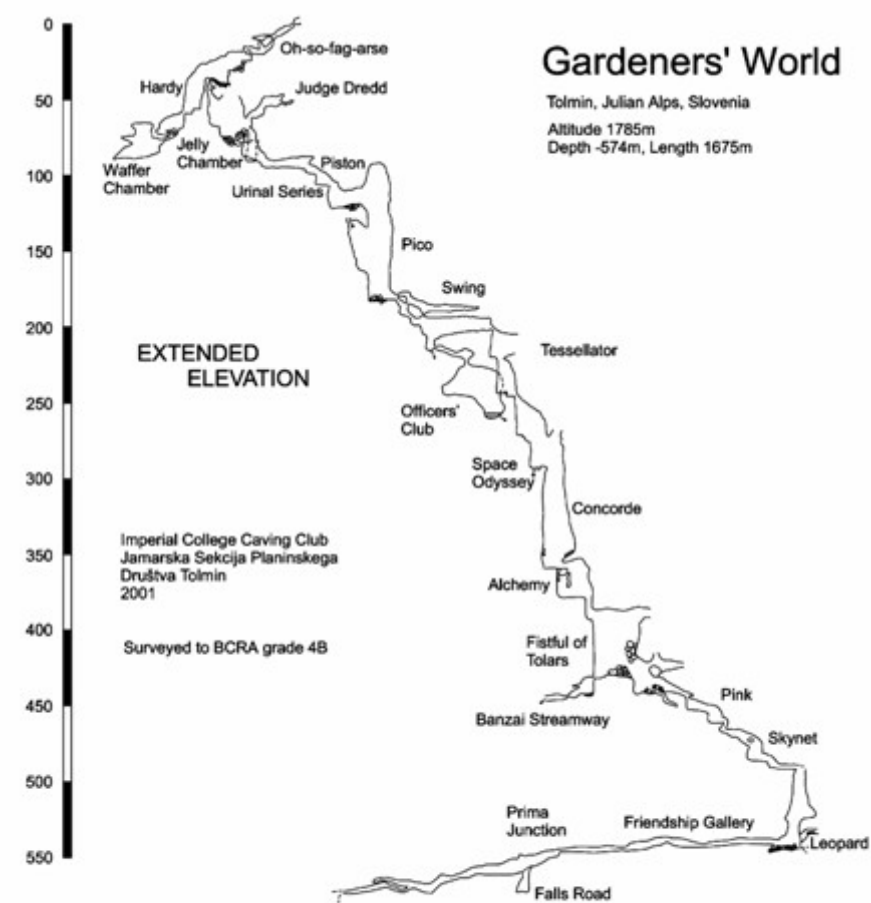 Gardeners' World
Tolmin, Julian Alps, Slovenia
Altitude 1785m
Depth -574m, Length 1675m
0
50
100
150
200
250
300
350
400
450
500
550
Oh-so-fag-arse
Hardy
Judge Dredd
Jelly
Chamber
Waffer
Chamber
Piston
Urinal Series
Pico
Swing
EXTENDED
ELEVATION
Tessellator
Officers'
Club
Space
Odyssey
Concorde
Imperial College Caving Club
Jamarska Sekcija Planinskega
Društva Tolmin
2001
Alchemy
Surveyed to BCRA grade 4B
Fistful of
Tolars
Pink
Banzai Streamway
Skynet
Prima
Junction
Friendship Gallery
Leopard
Falls Road